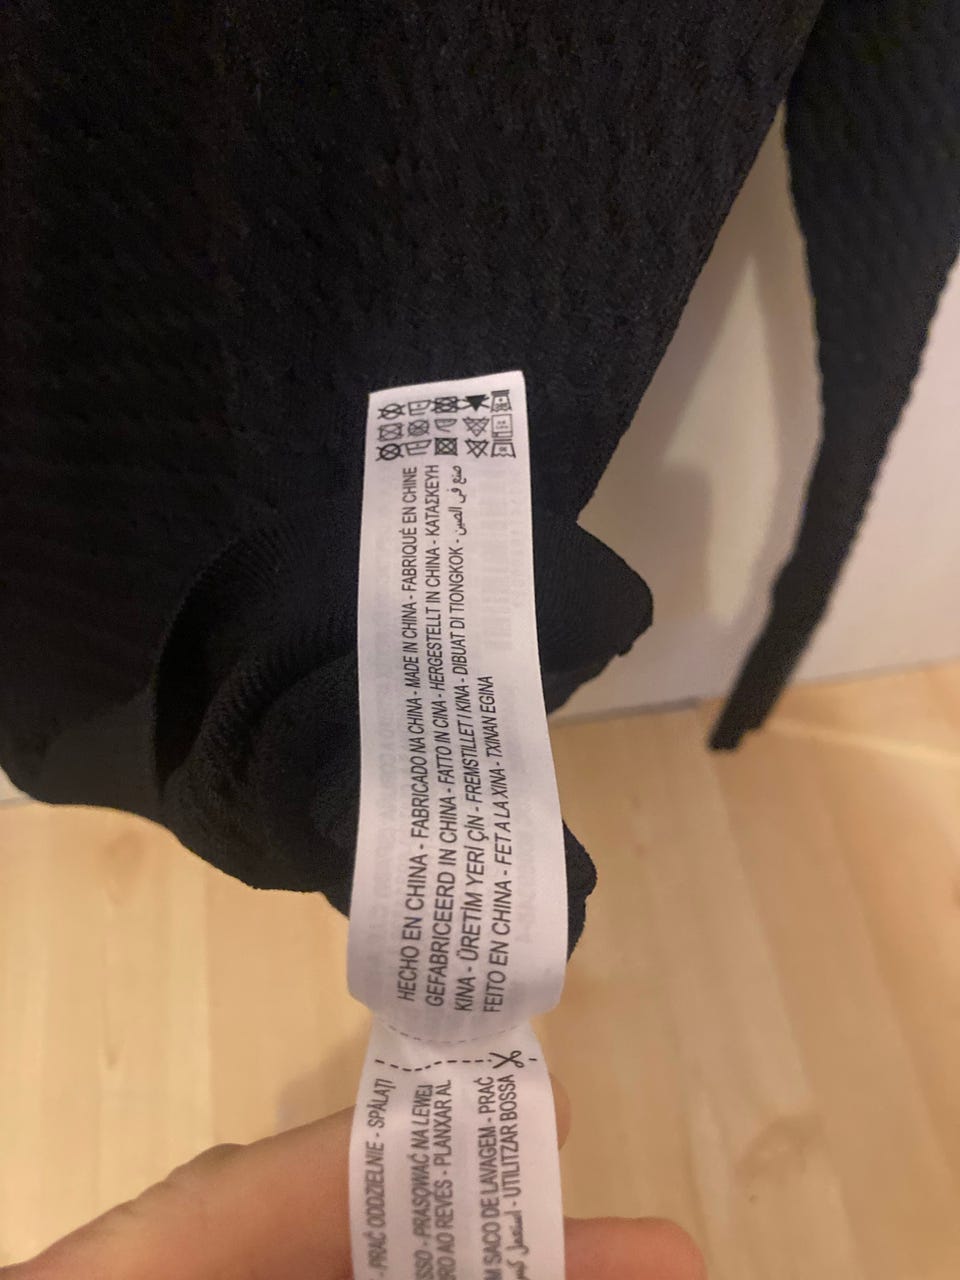 HECHO EN CHINA - FABRICADO NA CHINA - MADE IN CHINA - FABRIQUÉ EN CHINE
GEFABRICEERD IN CHINA - FATTO IN CINA - HERGESTELLT IN CHINA - ΚΑΤΑΣΚΕΥΗ
KINA - ÜRETİM YERİ ÇİN - FREMSTILLET I KINA - DIBUAT DI TIONGKOK - صنع في الصين
FEITO EN CHINA - FET A LA XINA - TXINAN EGINA
- PRAĆ ODDZIELNIE - SPĂLAȚI
- PRASOWAĆ NA LEWEJ
AO REVÉS - PLANXAR AL
SACO DE LAVAGEM - PRAĆ
استعمل - UTILITZAR BOSSA